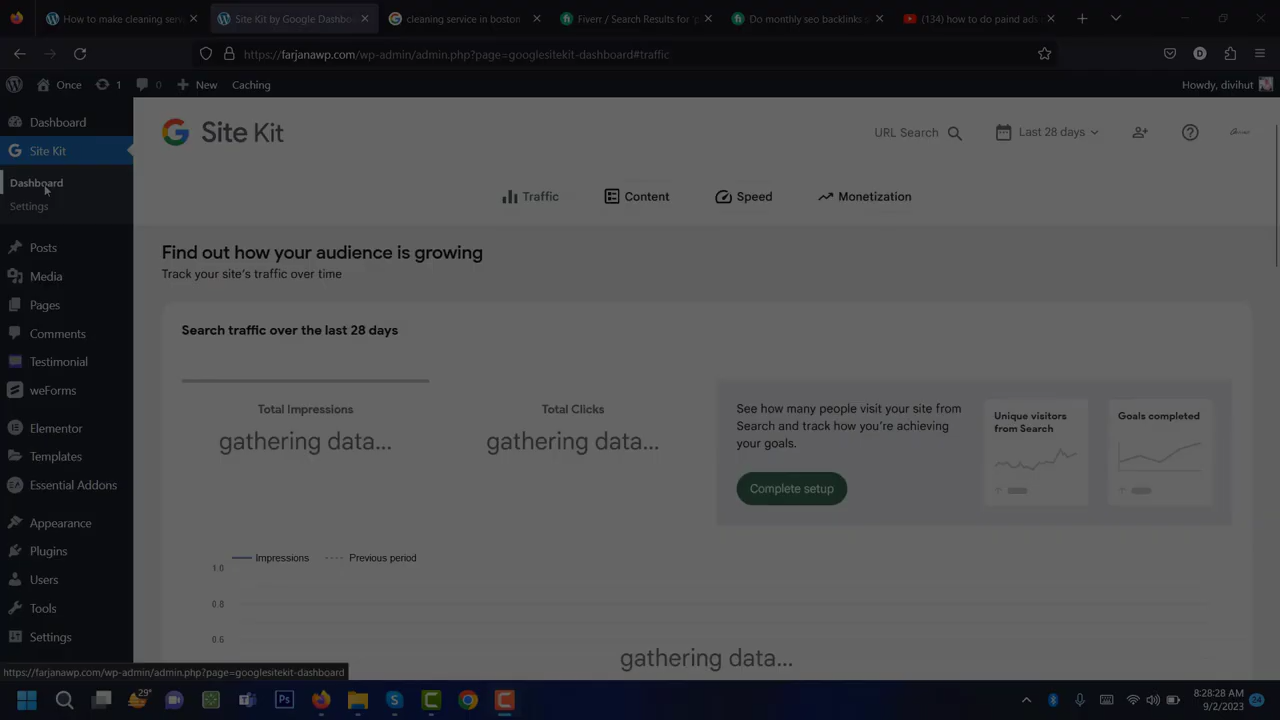 How to make cleaning servic
Site Kit by Google Dashbo
cleaning service in boston
Fiverr / Search Results for 'p
Do monthly seo backlinks s
(134) how to do paind adv
https://farjanawp.com/wp-admin/admin.php?page=googlesitekit-dashboard#traffic
Once
1
0
New
Caching
Howdy, divihut
Dashboard
Site Kit
Dashboard
Settings
Posts
Media
Pages
Comments
Testimonial
weForms
Elementor
Templates
Essential Addons
Appearance
Plugins
Users
Tools
Settings
Site Kit
URL Search
Last 28 days
Traffic
Content
Speed
Monetization
Find out how your audience is growing
Track your site's traffic over time
Search traffic over the last 28 days
Total Impressions
gathering data...
Total Clicks
gathering data...
See how many people visit your site from
Search and track how you're achieving
your goals.
Complete setup
Unique visitors
from Search
Goals completed
Impressions
Previous period
1.0
0.8
0.6
gathering data...
https://farjanawp.com/wp-admin/admin.php?page=googlesitekit-dashboard
29°
8:28:28 AM
9/2/2023
24